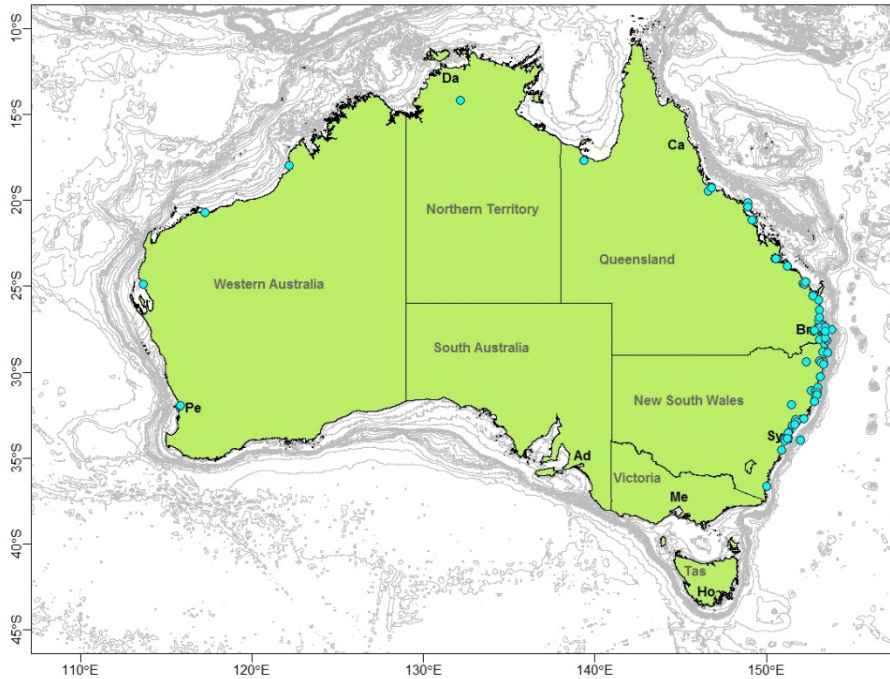 10°S
Da
15°S
Ca
20°S
Northern Territory
Queensland
Western Australia
25°S
Br
South Australia
30°S
New South Wales
Pe
Sy
Ad
35°S
Victoria
Me
40°S
Tas
Ho
45°S
110°E 120°E 130°E 140°E 150°E